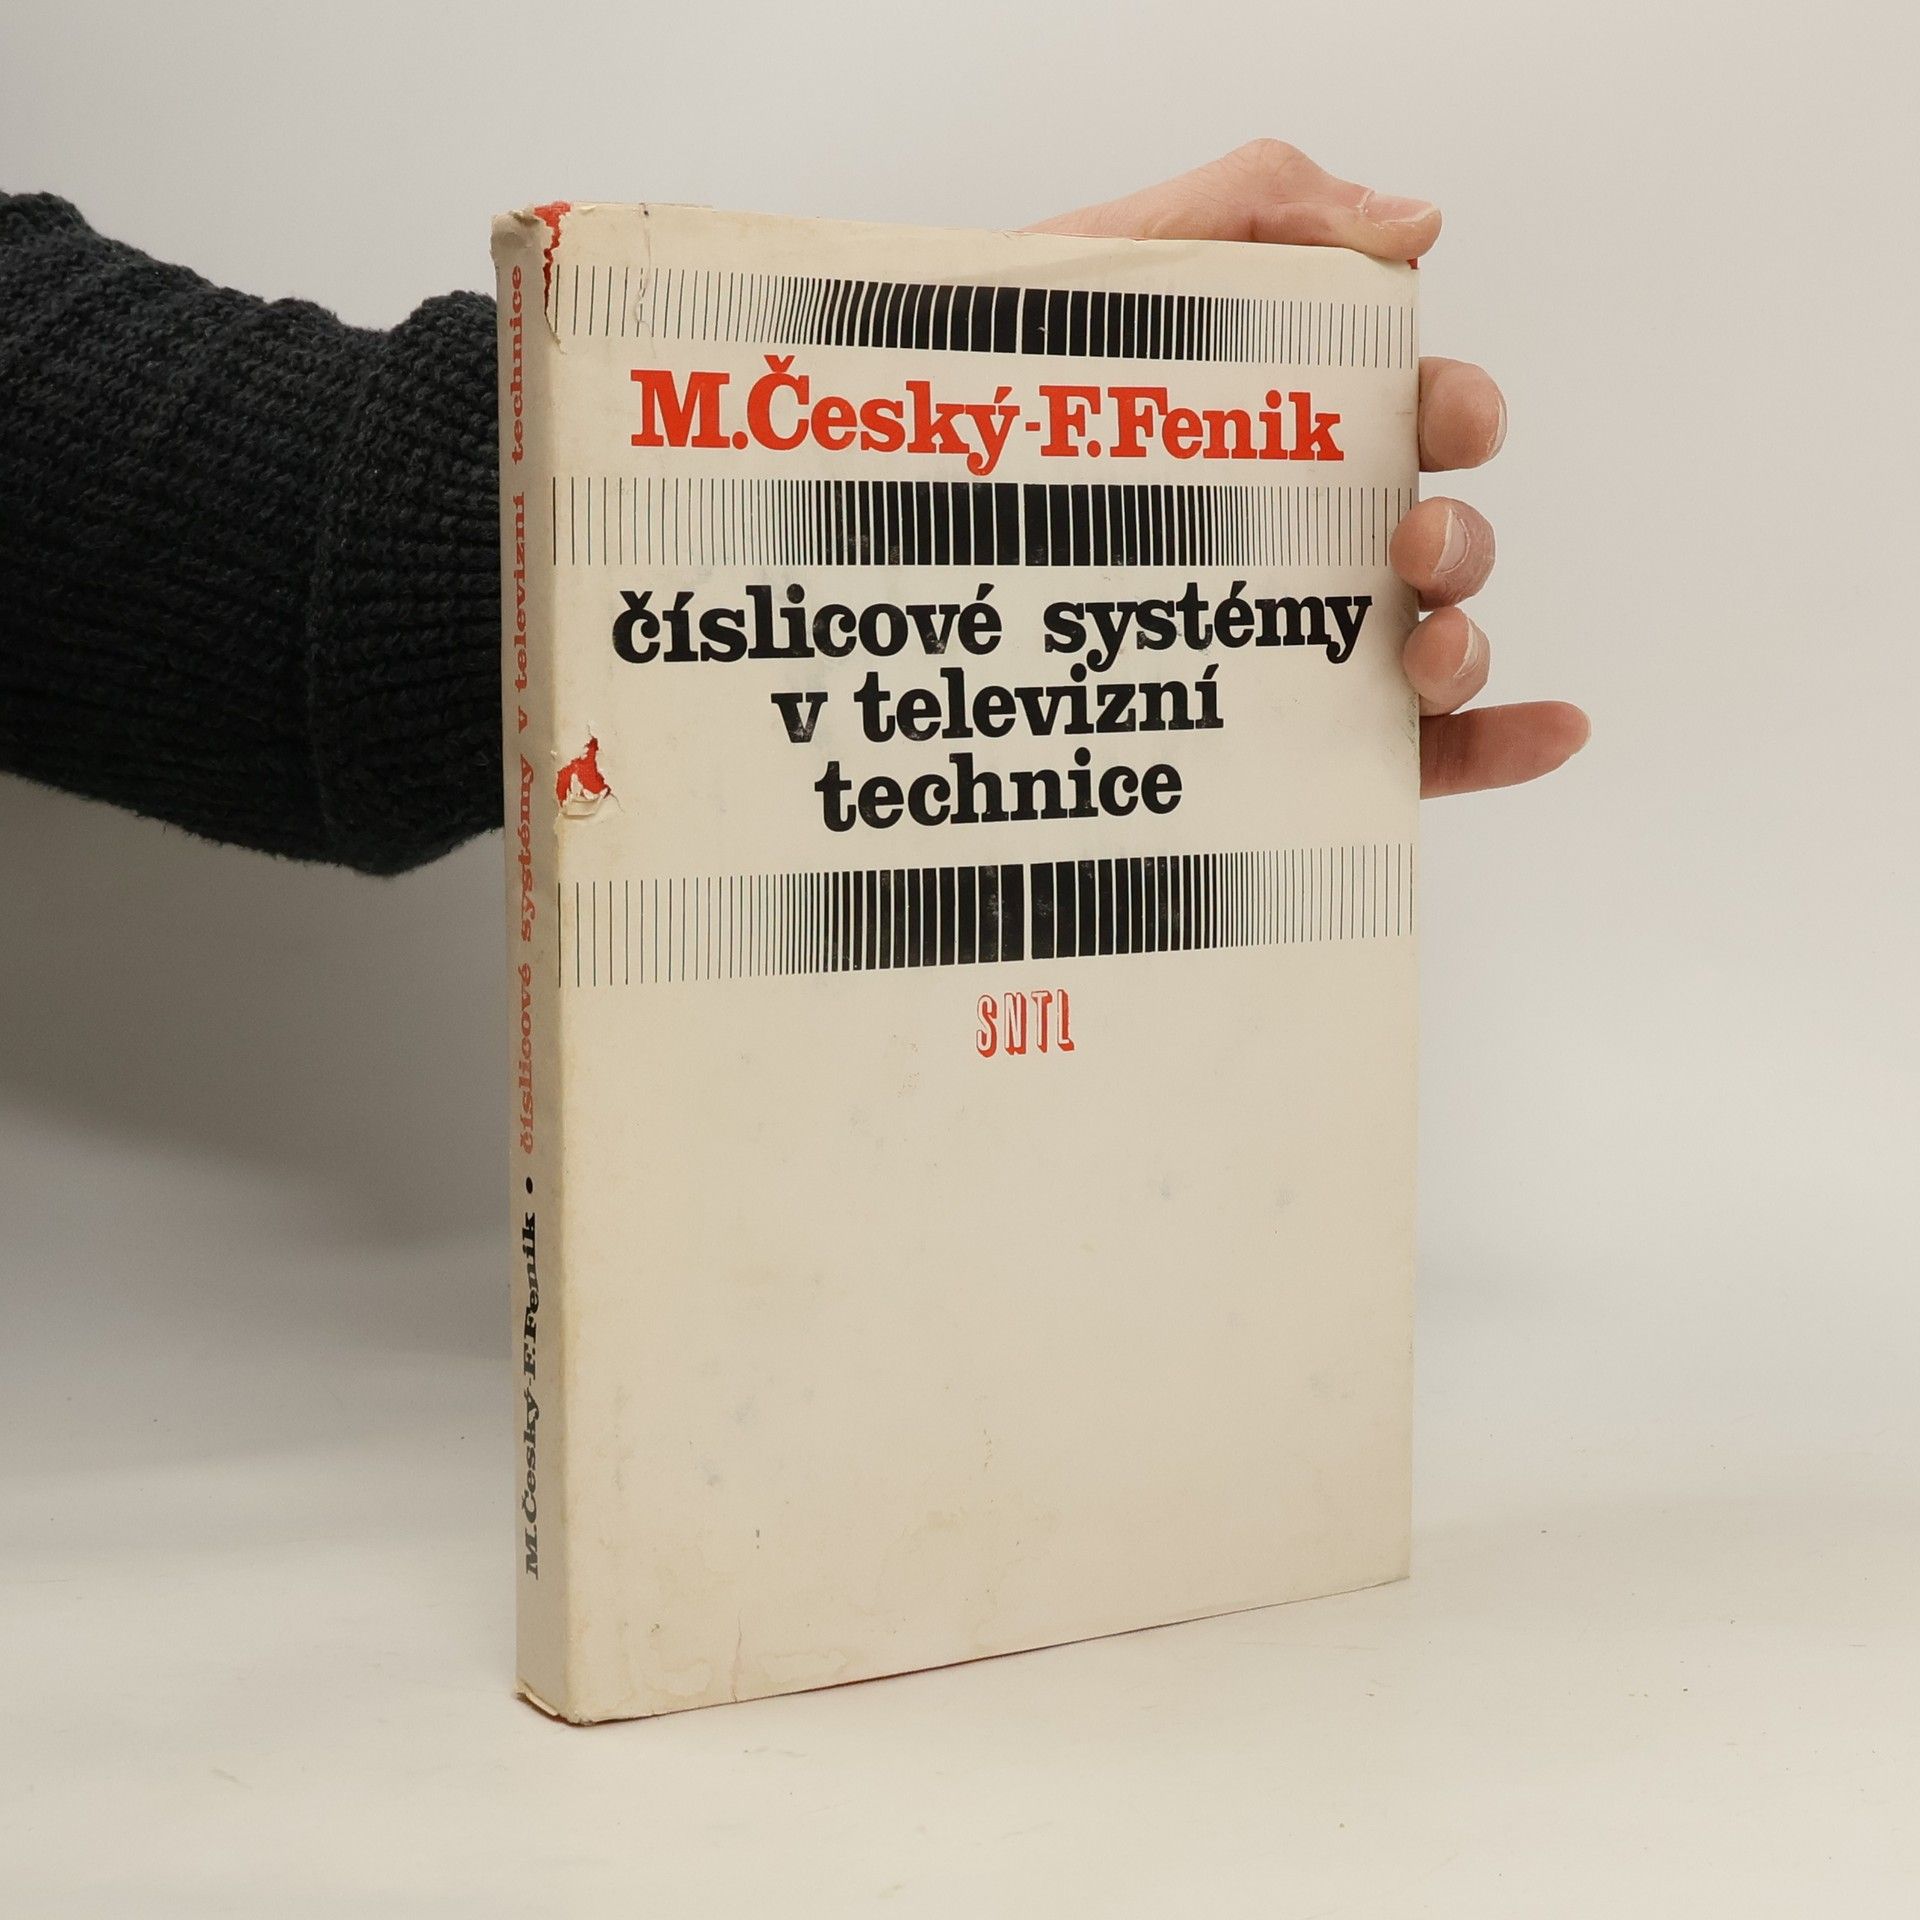 M.Český-F.Fenik
číslicové systémy
v televizní
technice
SNTL
M.Český-F.Fenik • číslicové systémy v televizní technice